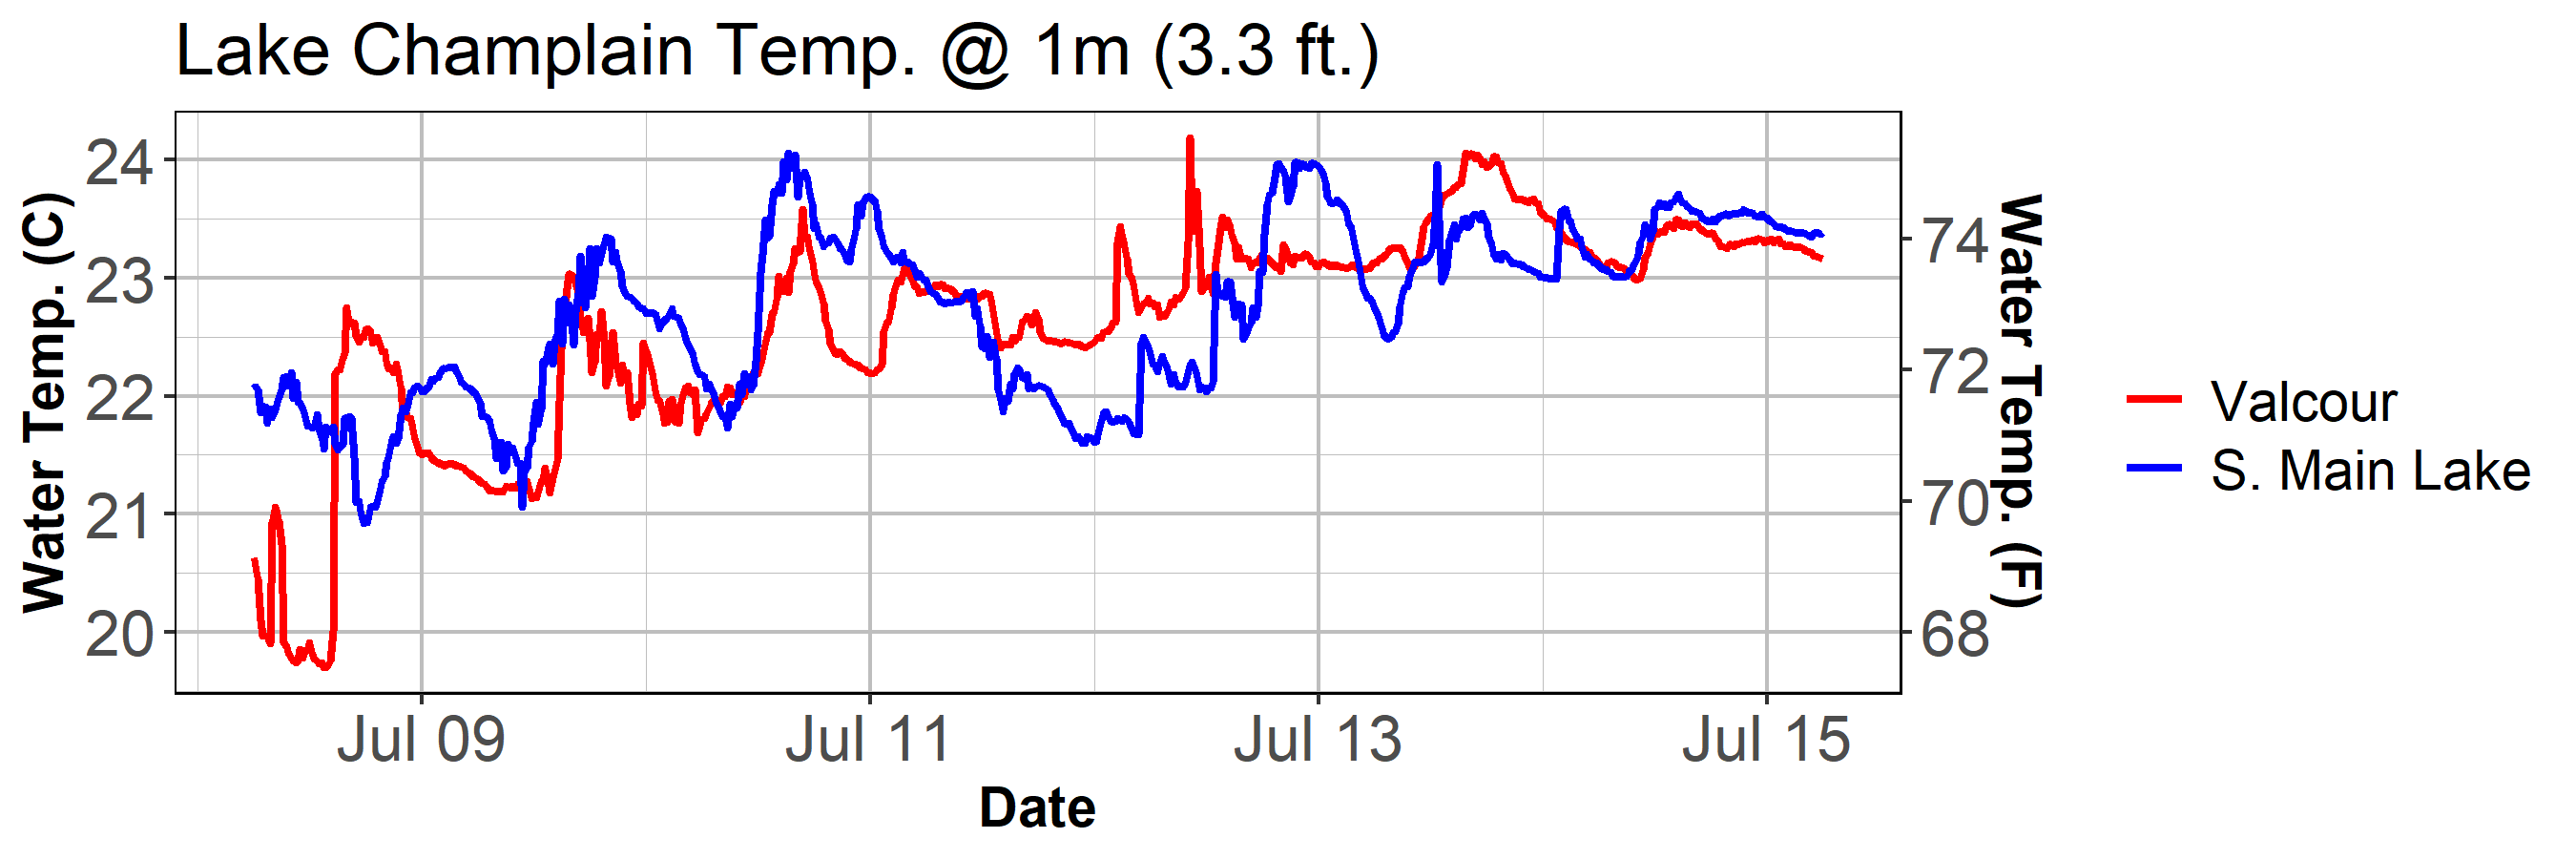 Lake Champlain Temp. @ 1m (3.3 ft.)
Water Temp. (C)
24
23
22
21
20
Water Temp. (F)
74
72
70
68
Jul 09
Jul 11
Jul 13
Jul 15
Date
Valcour
S. Main Lake